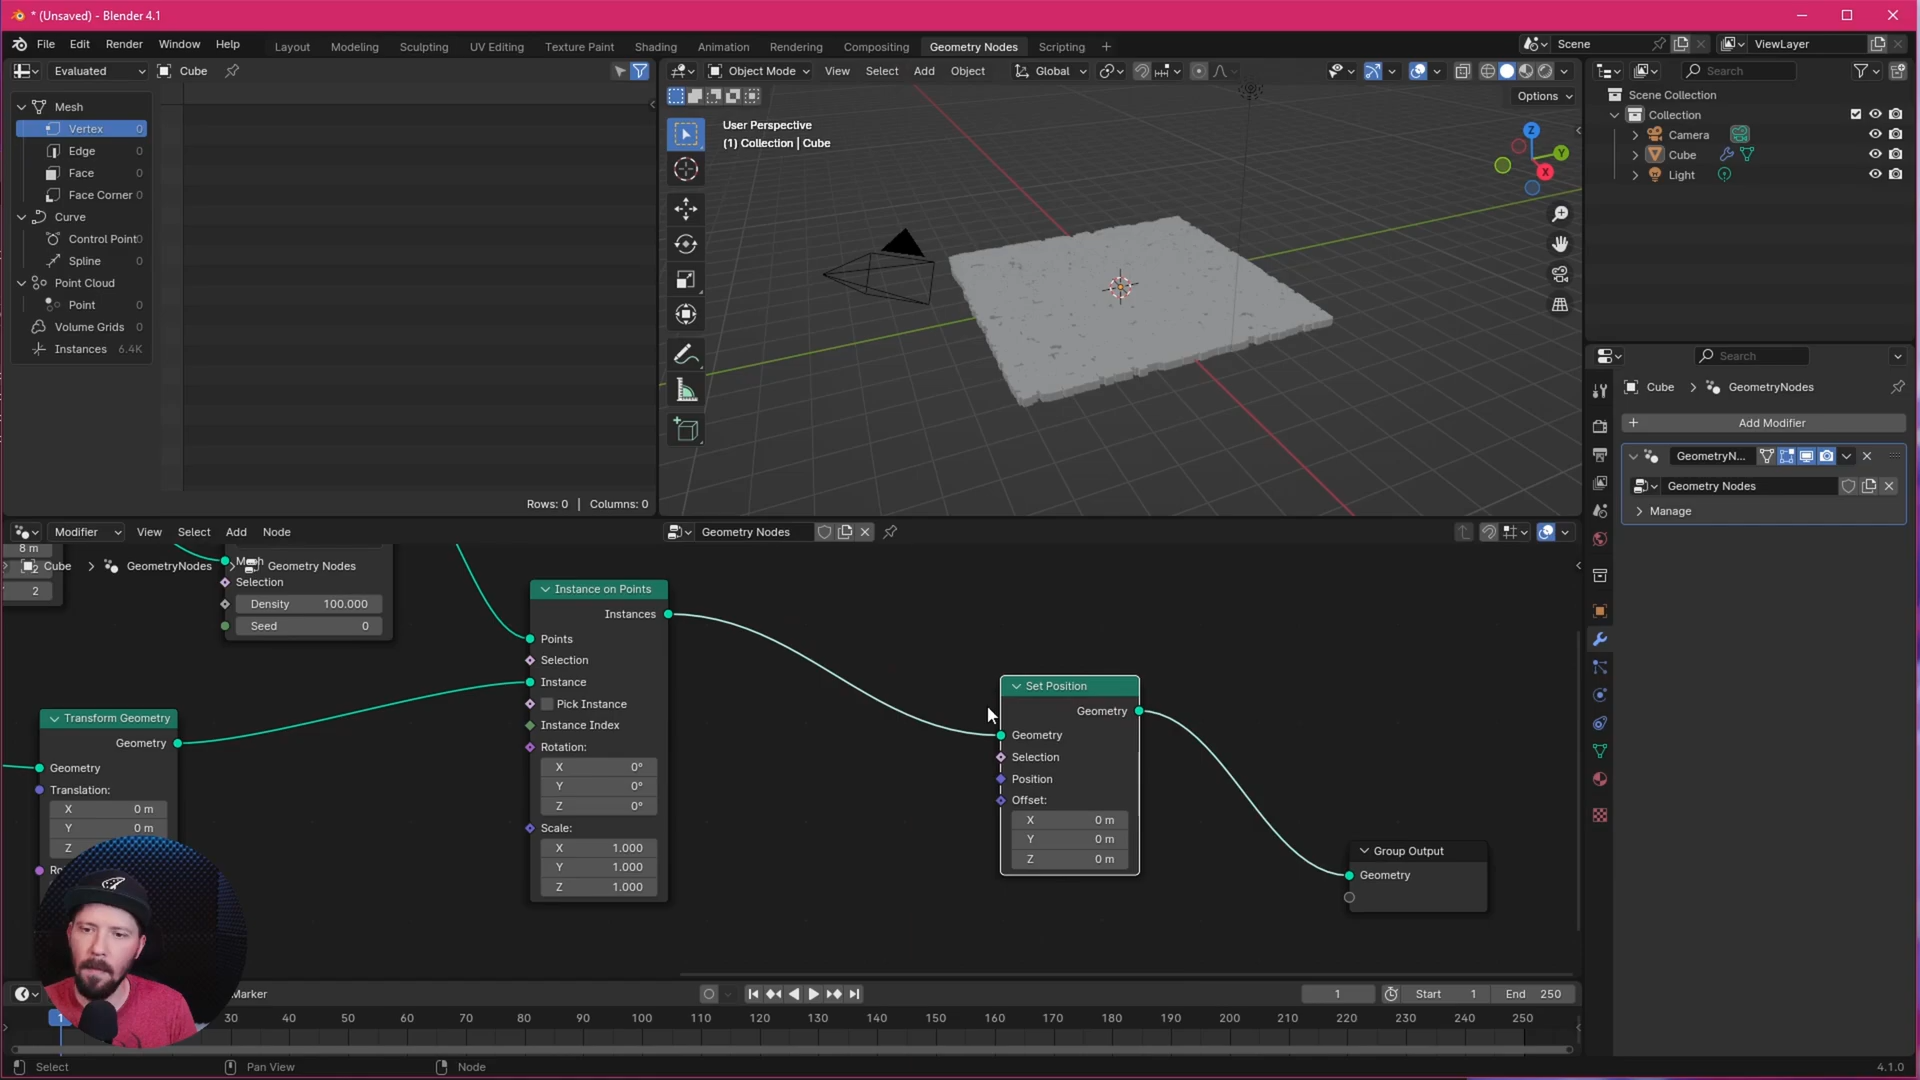 * (Unsaved) - Blender 4.1
File Edit Render Window Help Layout Modeling Sculpting UV Editing Texture Paint Shading Animation Rendering Compositing Geometry Nodes Scripting + Scene ViewLayer
Evaluated Cube
Object Mode View Select Add Object Global
Search
Options
Mesh
Vertex 0
Edge 0
Face 0
Face Corner 0
Curve
Control Point 0
Spline 0
Point Cloud
Point 0
Volume Grids 0
Instances 6.4K
Rows: 0 Columns: 0
User Perspective
(1) Collection | Cube
Z
Y
X
Scene Collection
Collection
Camera
Cube
Light
Search
Cube > GeometryNodes
+ Add Modifier
GeometryN...
Geometry Nodes
Manage
Modifier View Select Add Node Geometry Nodes
Cube > GeometryNodes > Geometry Nodes
8 m
2
2
Selection
Density 100.000
Seed 0
Transform Geometry
Geometry
Geometry
Translation:
X 0 m
Y 0 m
Z
Instance on Points
Instances
Points
Selection
Instance
Pick Instance
Instance Index
Rotation:
X 0°
Y 0°
Z 0°
Scale:
X 1.000
Y 1.000
Z 1.000
Set Position
Geometry
Geometry
Selection
Position
Offset:
X 0 m
Y 0 m
Z 0 m
Group Output
Geometry
Marker
1 Start 1 End 250
1 30 40 50 60 70 80 90 100 110 120 130 140 150 160 170 180 190 200 210 220 230 240 250
Select Pan View Node 4.1.0